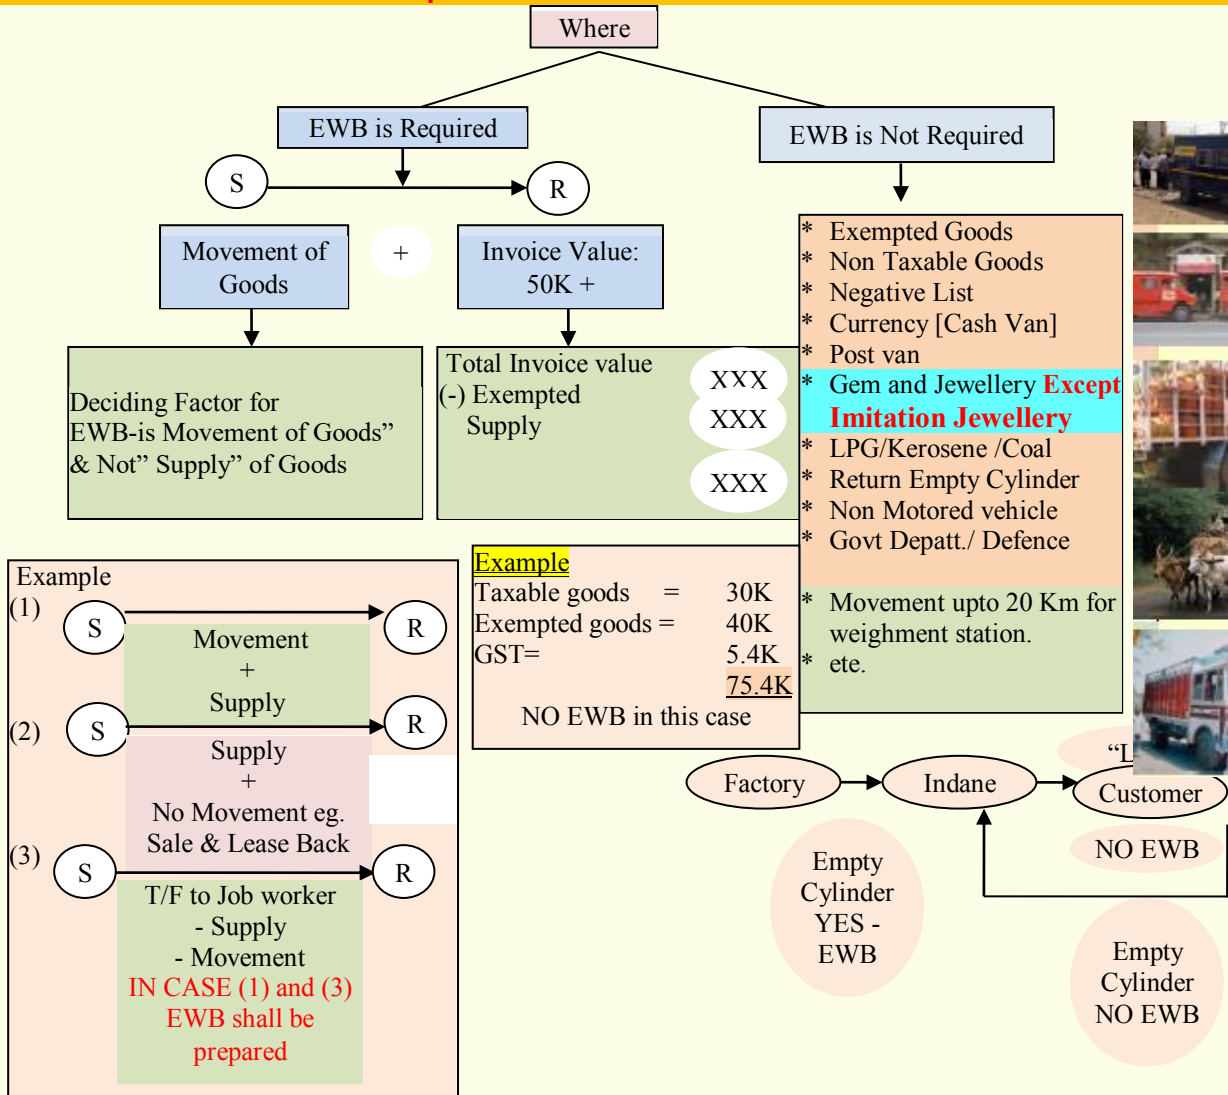 Where
EWB is Required
EWB is Not Required
S
R
Movement of
Goods
+
Invoice Value:
50K +
Deciding Factor for
EWB-is Movement of Goods”
& Not” Supply” of Goods
Total Invoice value
XXX
(-) Exempted
Supply
XXX
XXX
* Exempted Goods
* Non Taxable Goods
* Negative List
* Currency [Cash Van]
* Post van
* Gem and Jewellery Except
Imitation Jewellery
* LPG/Kerosene /Coal
* Return Empty Cylinder
* Non Motored vehicle
* Govt Depatt./ Defence
* Movement upto 20 Km for
weighment station.
* ete.
Example
(1)
S
R
Movement
+
Supply
(2)
S
R
Supply
+
No Movement eg.
Sale & Lease Back
(3)
S
R
T/F to Job worker
- Supply
- Movement
IN CASE (1) and (3)
EWB shall be
prepared
Example
Taxable goods = 30K
Exempted goods = 40K
GST= 5.4K
75.4K
NO EWB in this case
Factory
Indane
Customer
Empty
Cylinder
YES -
EWB
NO EWB
Empty
Cylinder
NO EWB